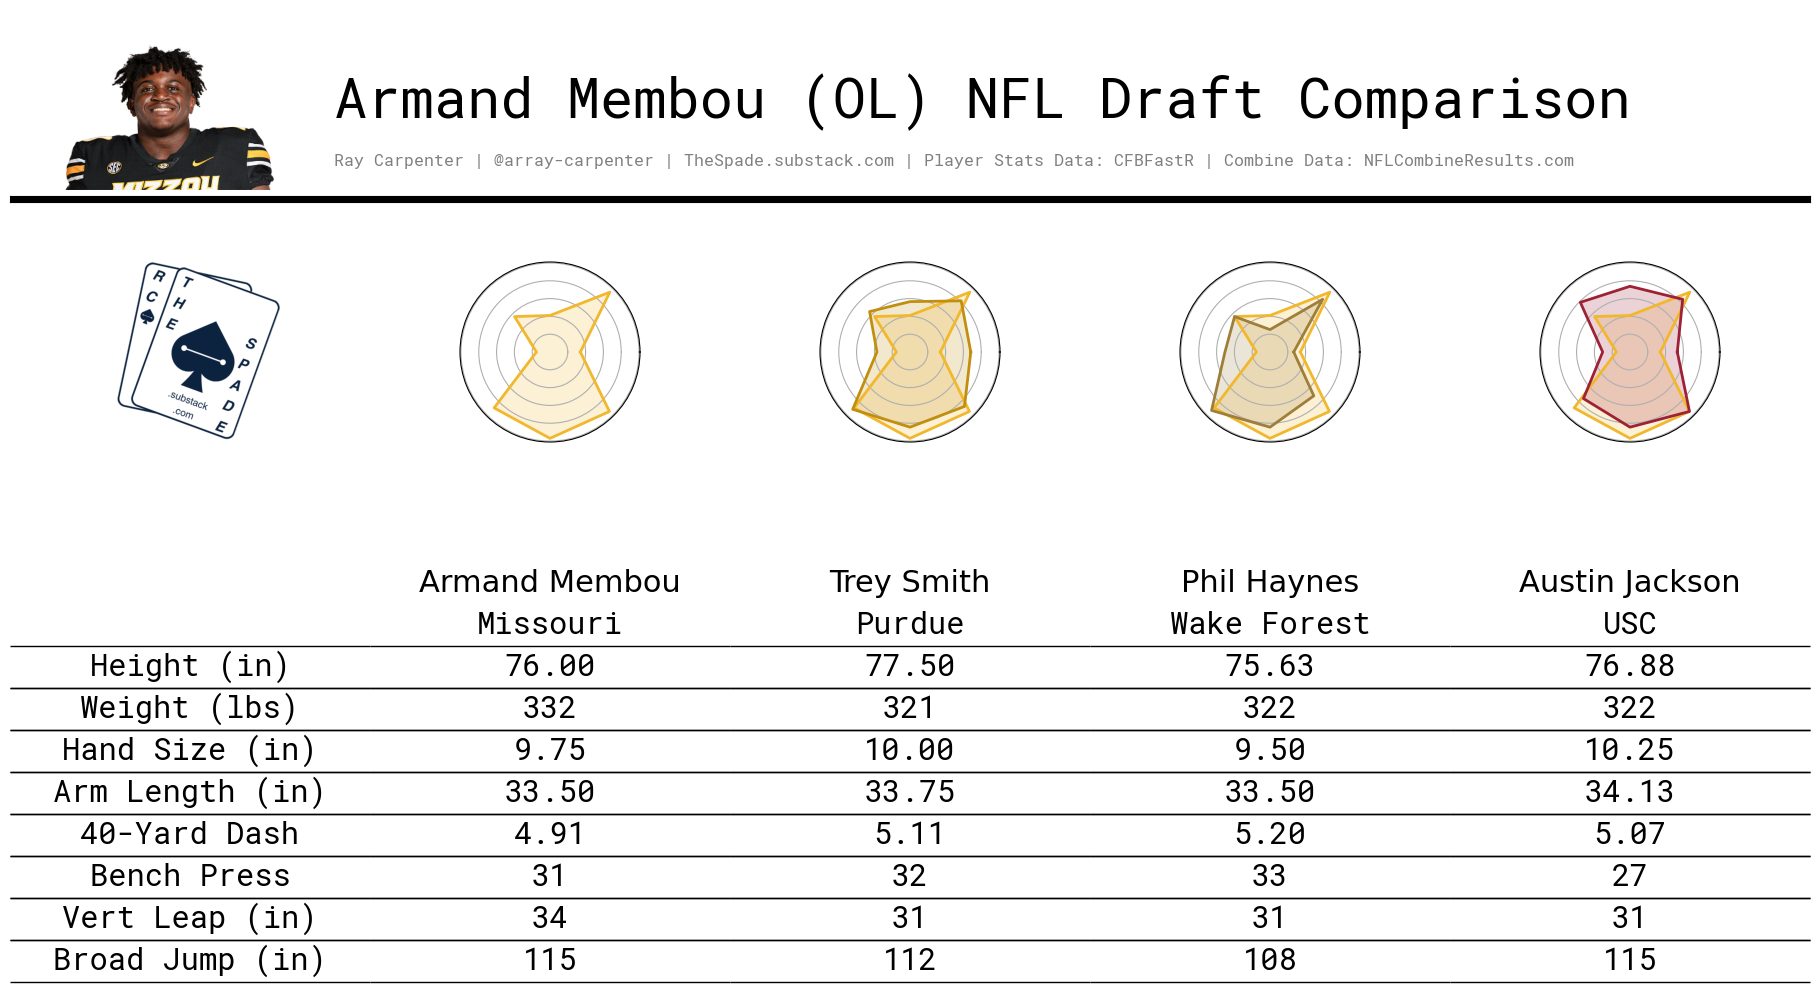 Armand Membou (OL) NFL Draft Comparison
Ray Carpenter | @array-carpenter | TheSpade.substack.com | Player Stats Data: CFBFastR | Combine Data: NFLCombineResults.com
SEC
MIZZOU
R C
THE SPADE
.substack
.com
Armand Membou Trey Smith Phil Haynes Austin Jackson
Missouri Purdue Wake Forest USC
Height (in) 76.00 77.50 75.63 76.88
Weight (lbs) 332 321 322 322
Hand Size (in) 9.75 10.00 9.50 10.25
Arm Length (in) 33.50 33.75 33.50 34.13
40-Yard Dash 4.91 5.11 5.20 5.07
Bench Press 31 32 33 27
Vert Leap (in) 34 31 31 31
Broad Jump (in) 115 112 108 115